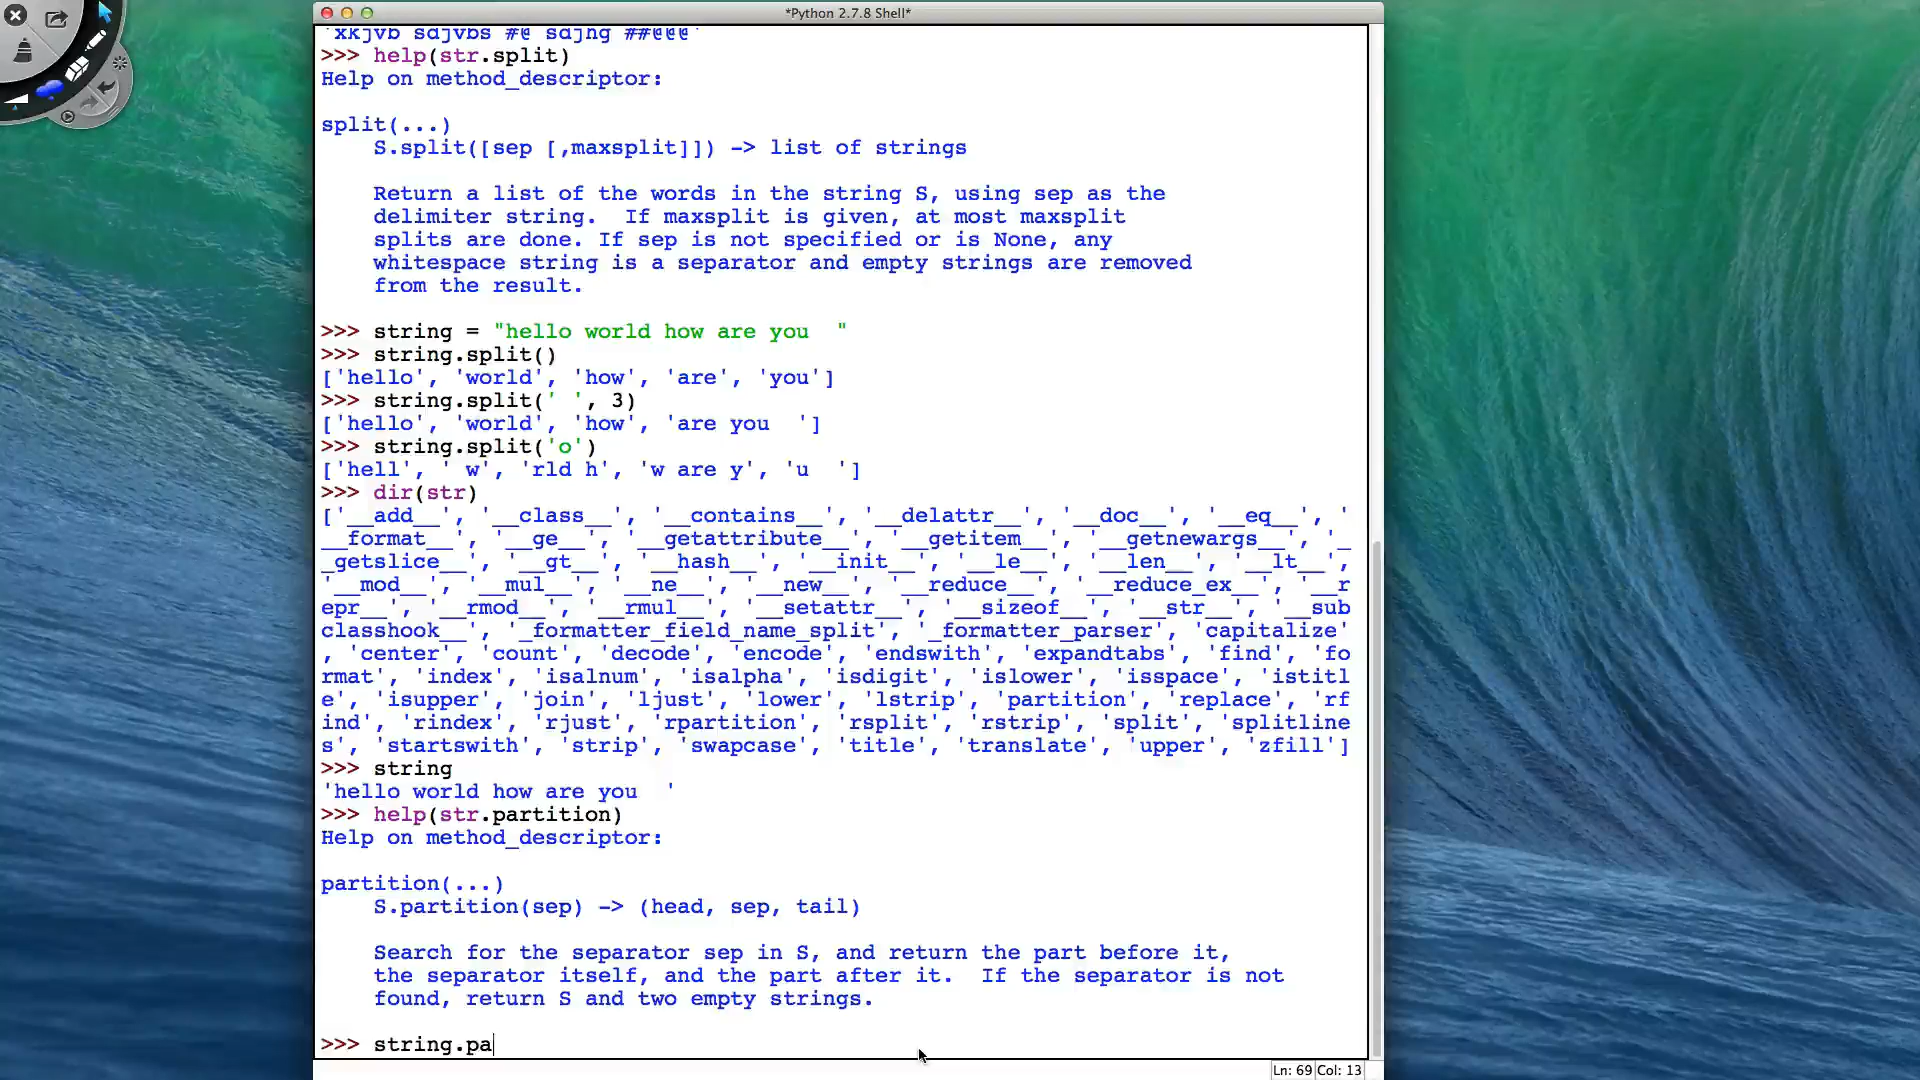 *Python 2.7.8 Shell*
'xkjvb sdjvbs #@ sdjhg ##@@@'
>>> help(str.split)
Help on method_descriptor:
split(...)
S.split([sep [,maxsplit]]) -> list of strings
Return a list of the words in the string S, using sep as the
delimiter string.  If maxsplit is given, at most maxsplit
splits are done. If sep is not specified or is None, any
whitespace string is a separator and empty strings are removed
from the result.
>>> string = "hello world how are you  "
>>> string.split()
['hello', 'world', 'how', 'are', 'you']
>>> string.split(' ', 3)
['hello', 'world', 'how', 'are you  ']
>>> string.split('o')
['hell', ' w', 'rld h', 'w are y', 'u  ']
>>> dir(str)
['__add__', '__class__', '__contains__', '__delattr__', '__doc__', '__eq__', '
__format__', '__ge__', '__getattribute__', '__getitem__', '__getnewargs__', '_
_getslice__', '__gt__', '__hash__', '__init__', '__le__', '__len__', '__lt__',
'__mod__', '__mul__', '__ne__', '__new__', '__reduce__', '__reduce_ex__', '__r
epr__', '__rmod__', '__rmul__', '__setattr__', '__sizeof__', '__str__', '__sub
classhook__', '_formatter_field_name_split', '_formatter_parser', 'capitalize'
, 'center', 'count', 'decode', 'encode', 'endswith', 'expandtabs', 'find', 'fo
rmat', 'index', 'isalnum', 'isalpha', 'isdigit', 'islower', 'isspace', 'istitl
e', 'isupper', 'join', 'ljust', 'lower', 'lstrip', 'partition', 'replace', 'rf
ind', 'rindex', 'rjust', 'rpartition', 'rsplit', 'rstrip', 'split', 'splitline
s', 'startswith', 'strip', 'swapcase', 'title', 'translate', 'upper', 'zfill']
>>> string
'hello world how are you  '
>>> help(str.partition)
Help on method_descriptor:
partition(...)
S.partition(sep) -> (head, sep, tail)
Search for the separator sep in S, and return the part before it,
the separator itself, and the part after it.  If the separator is not
found, return S and two empty strings.
>>> string.pa
Ln: 69 Col: 13